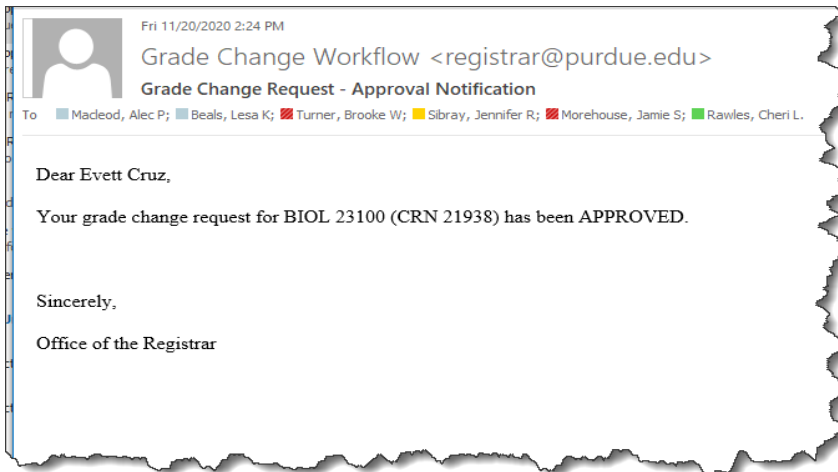 Fri 11/20/2020 2:24 PM
Grade Change Workflow <registrar@purdue.edu>
Grade Change Request - Approval Notification
To Macleod, Alec P; Beals, Lesa K; Turner, Brooke W; Sibray, Jennifer R; Morehouse, Jamie S; Rawles, Cheri L.
Dear Evett Cruz,
Your grade change request for BIOL 23100 (CRN 21938) has been APPROVED.
Sincerely,
Office of the Registrar